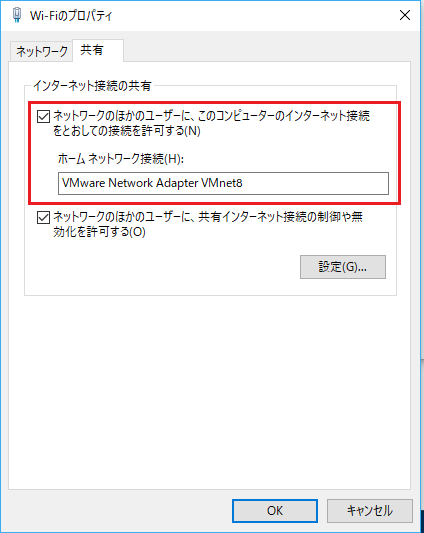 Wi-Fiのプロパティ
ネットワーク 共有
インターネット接続の共有
ネットワークのほかのユーザーに、このコンピューターのインターネット接続
をとおしての接続を許可する(N)
ホーム ネットワーク接続(H):
VMware Network Adapter VMnet8
ネットワークのほかのユーザーに、共有インターネット接続の制御や無
効化を許可する(O)
設定(G)...
OK キャンセル